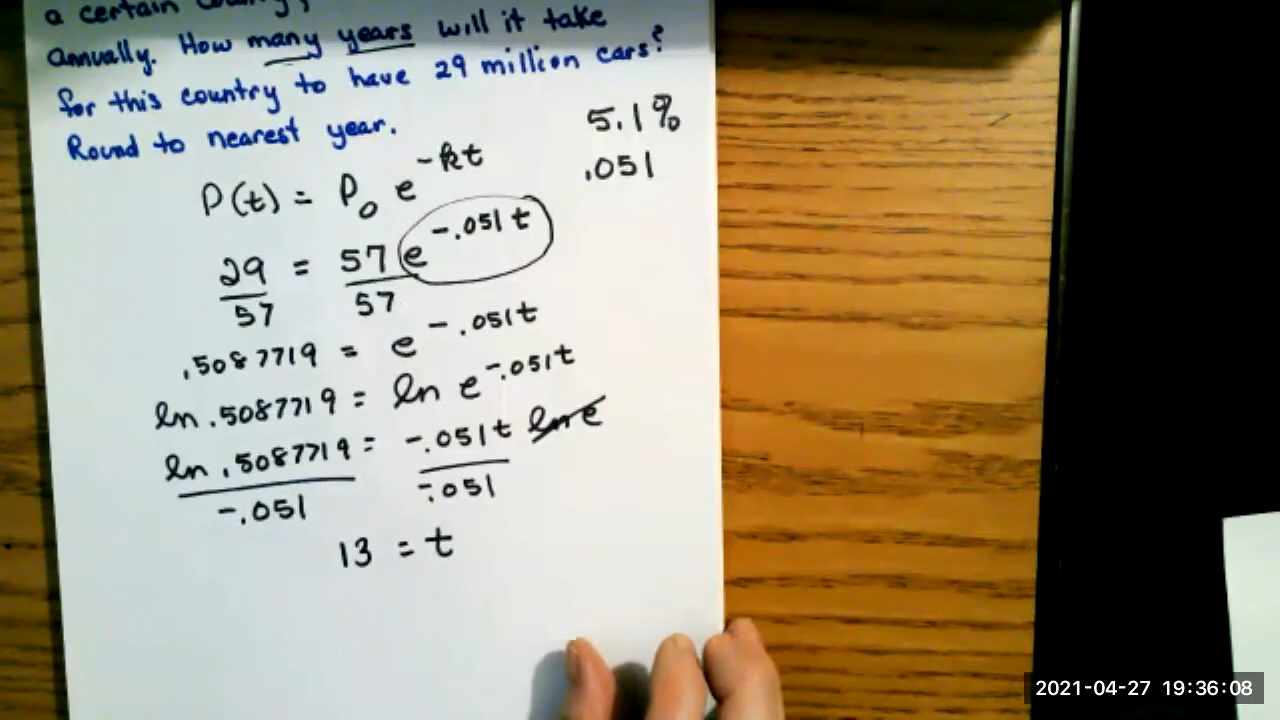 a certain
annually. How many years will it take
for this country to have 29 million cars?
Round to nearest year.
5.1%
.051
P(t) = P₀ e^-kt
29 = 57 e^-.051t
57 57
.5087719 = e^-.051t
ln .5087719 = ln e^-.051t
ln .5087719 = -.051t ln e
-.051 -.051
13 = t
2021-04-27 19:36:08